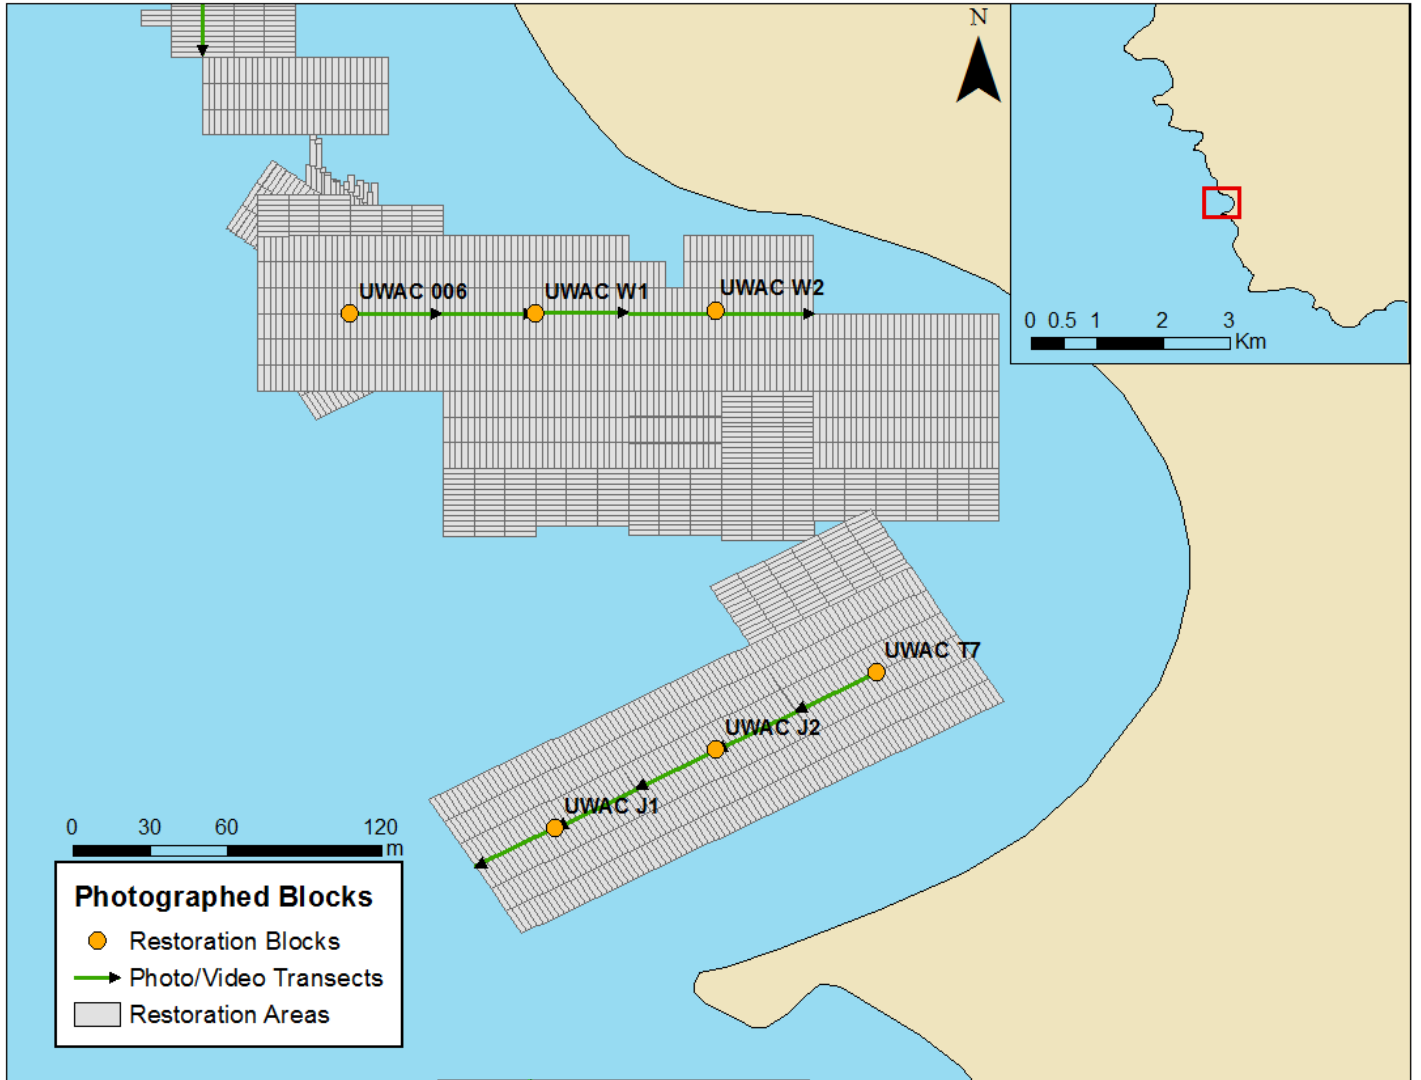 N
0 0.5 1 2 3
Km
UWAC 006
UWAC W1
UWAC W2
UWAC T7
UWAC J2
UWAC J1
0 30 60 120
m
Photographed Blocks
Restoration Blocks
Photo/Video Transects
Restoration Areas